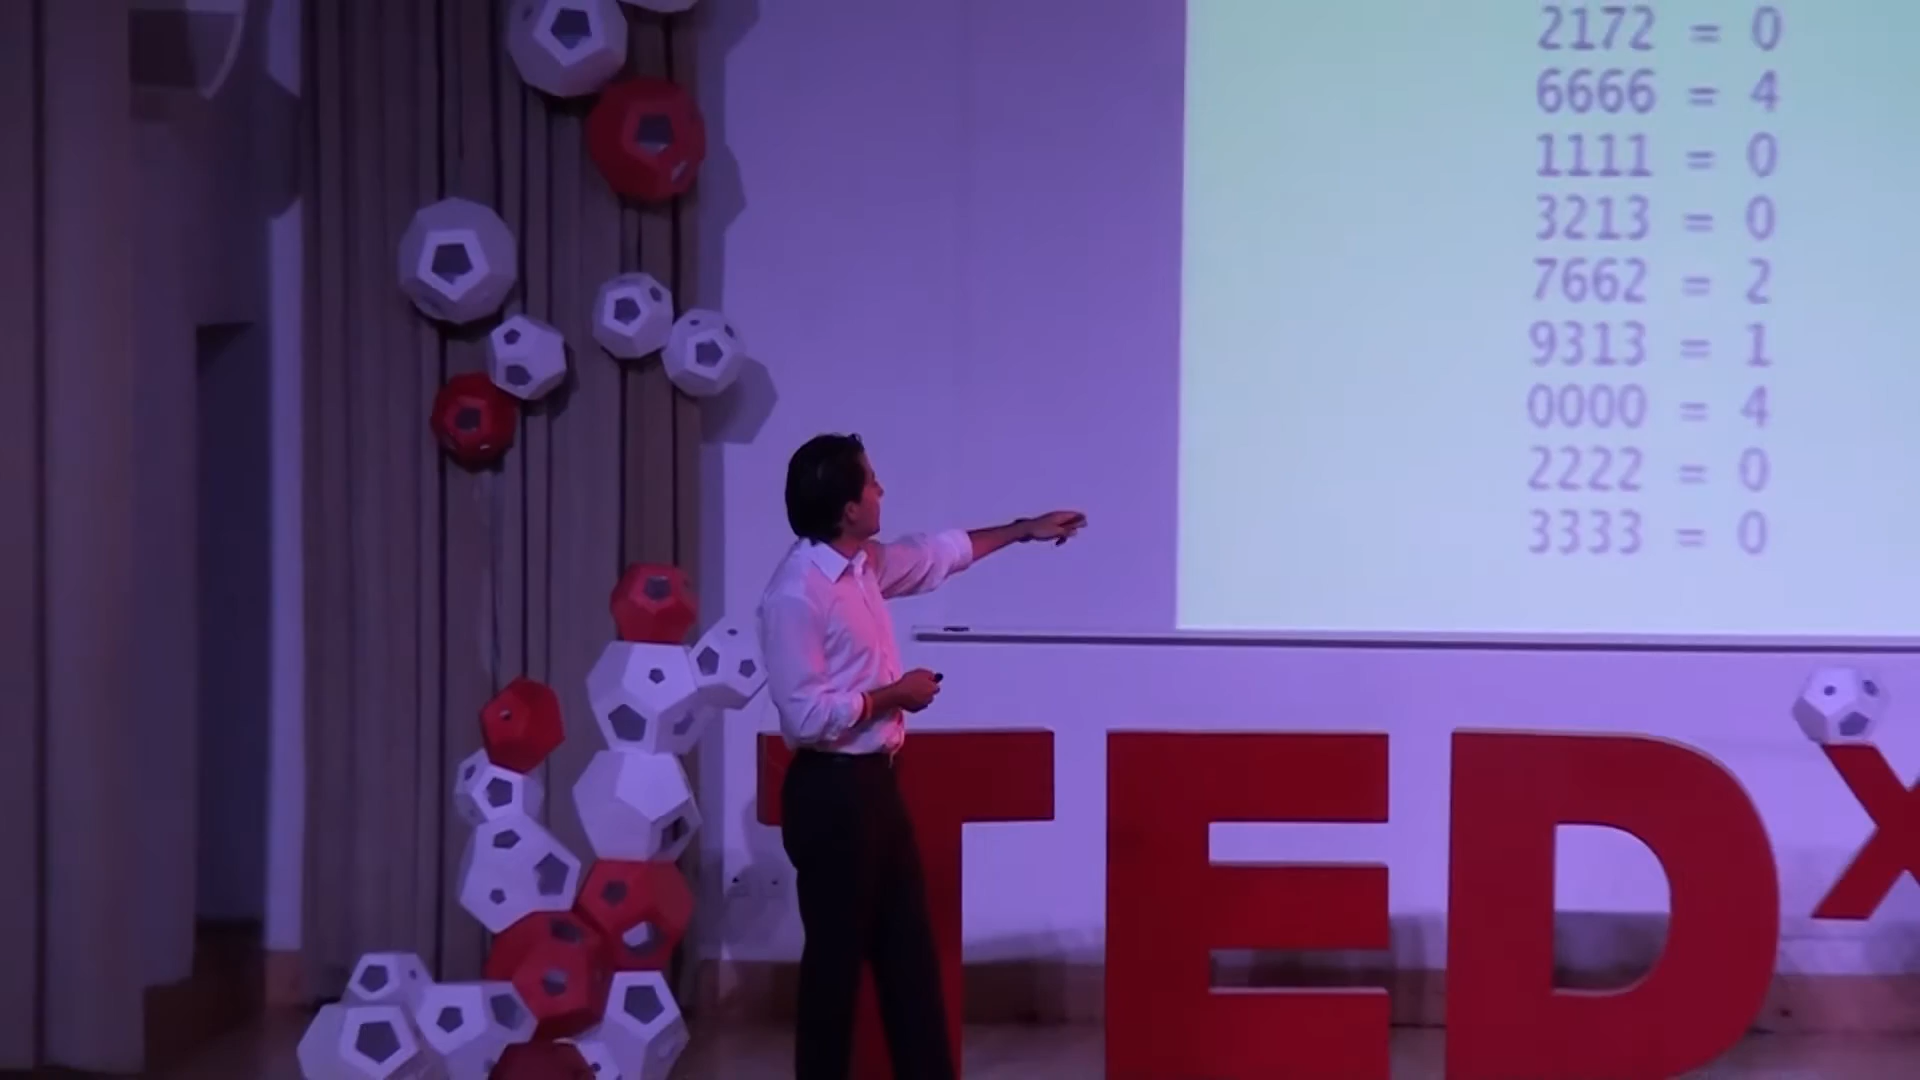 2172 = 0
6666 = 4
1111 = 0
3213 = 0
7662 = 2
9313 = 1
0000 = 4
2222 = 0
3333 = 0
TEDx